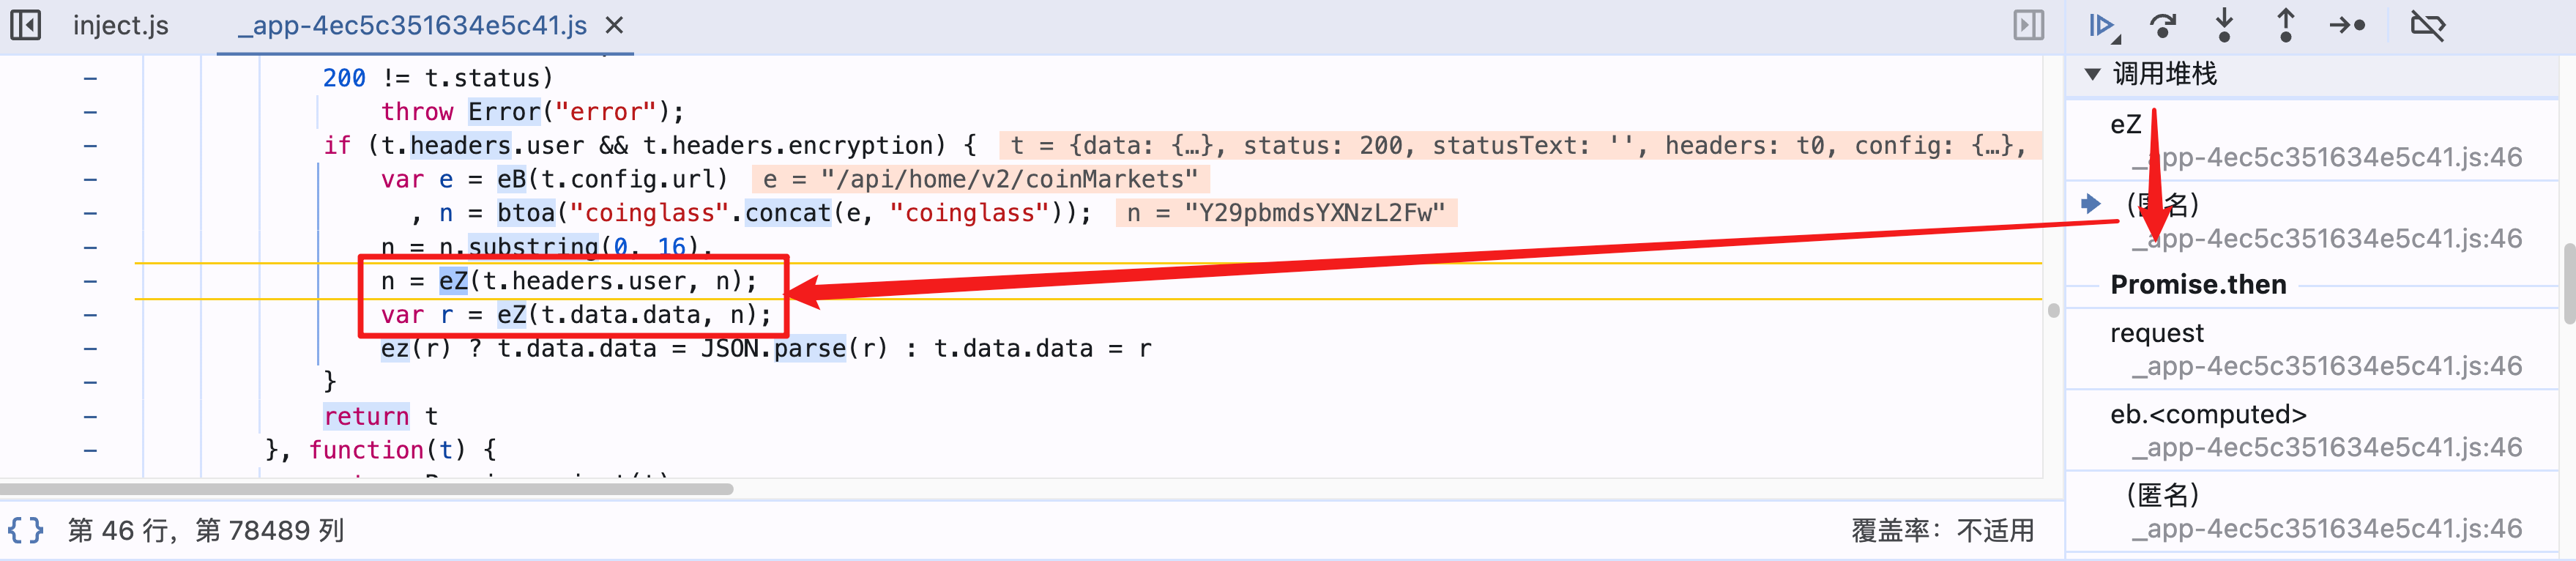 inject.js
_app-4ec5c351634e5c41.js
200 != t.status)
throw Error("error");
if (t.headers.user && t.headers.encryption) { t = {data: {…}, status: 200, statusText: '', headers: t0, config: {…},
var e = eB(t.config.url) e = "/api/home/v2/coinMarkets"
, n = btoa("coinglass".concat(e, "coinglass")); n = "Y29pbmdsYXNzL2Fw"
n = n.substring(0, 16),
n = eZ(t.headers.user, n);
var r = eZ(t.data.data, n);
ez(r) ? t.data.data = JSON.parse(r) : t.data.data = r
}
return t
}, function(t) {
第 46 行，第 78489 列
覆盖率：不适用
调用堆栈
eZ
_app-4ec5c351634e5c41.js:46
(匿名)
_app-4ec5c351634e5c41.js:46
Promise.then
request
_app-4ec5c351634e5c41.js:46
eb.<computed>
_app-4ec5c351634e5c41.js:46
(匿名)
_app-4ec5c351634e5c41.js:46